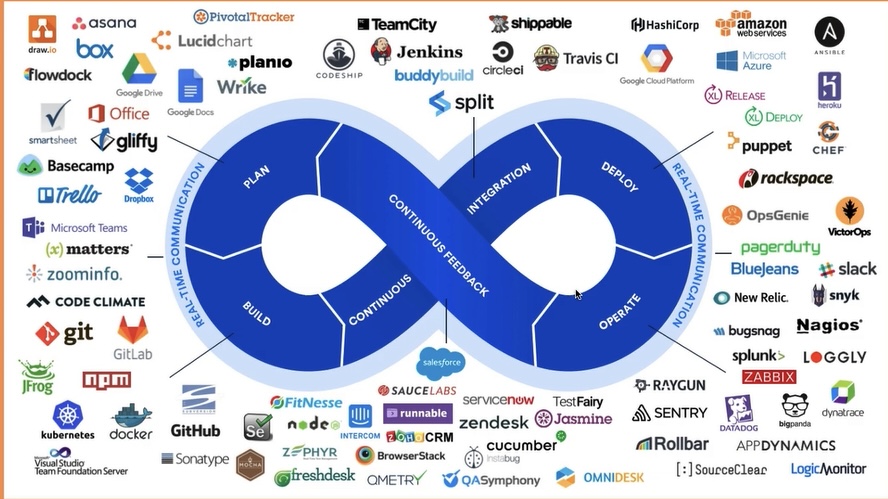 draw.io
asana
PivotalTracker
box
Lucidchart
flowdock
Google Drive
planio
Google Docs
Wrike
TeamCity
shippable
CODESHIP
Jenkins
circleci
Travis CI
buddybuild
split
HashiCorp
amazon
web services
ANSIBLE
Google Cloud Platform
Microsoft
Azure
XL RELEASE
heroku
XL DEPLOY
puppet
CHEF
rackspace
smartsheet
Office
gliffy
Basecamp
Trello
Dropbox
Microsoft Teams
(x) matters
zoominfo.
CODE CLIMATE
git
GitLab
JFrog
npm
kubernetes
docker
Visual Studio
Team Foundation Server
REAL-TIME COMMUNICATION
PLAN
BUILD
CONTINUOUS
INTEGRATION
CONTINUOUS FEEDBACK
DEPLOY
OPERATE
REAL-TIME COMMUNICATION
OpsGenie
VictorOps
pagerduty
BlueJeans
slack
New Relic.
snyk
bugsnag
Nagios
splunk>
LOGGLY
ZABBIX
RAYGUN
SENTRY
DATADOG
bigpanda
dynatrace
Rollbar
APPDYNAMICS
[:]SourceClear
LogicMonitor
salesforce
SAUCELABS
SUBVERSION
GitHub
Se
FitNesse
node
INTERCOM
runnable
servicenow
TestFairy
zendesk
Jasmine
ZOHO CRM
Sonatype
MOCHA
ZEPHYR
BrowserStack
cucumber
instabug
freshdesk
QMETRY
QASymphony
OMNIDESK